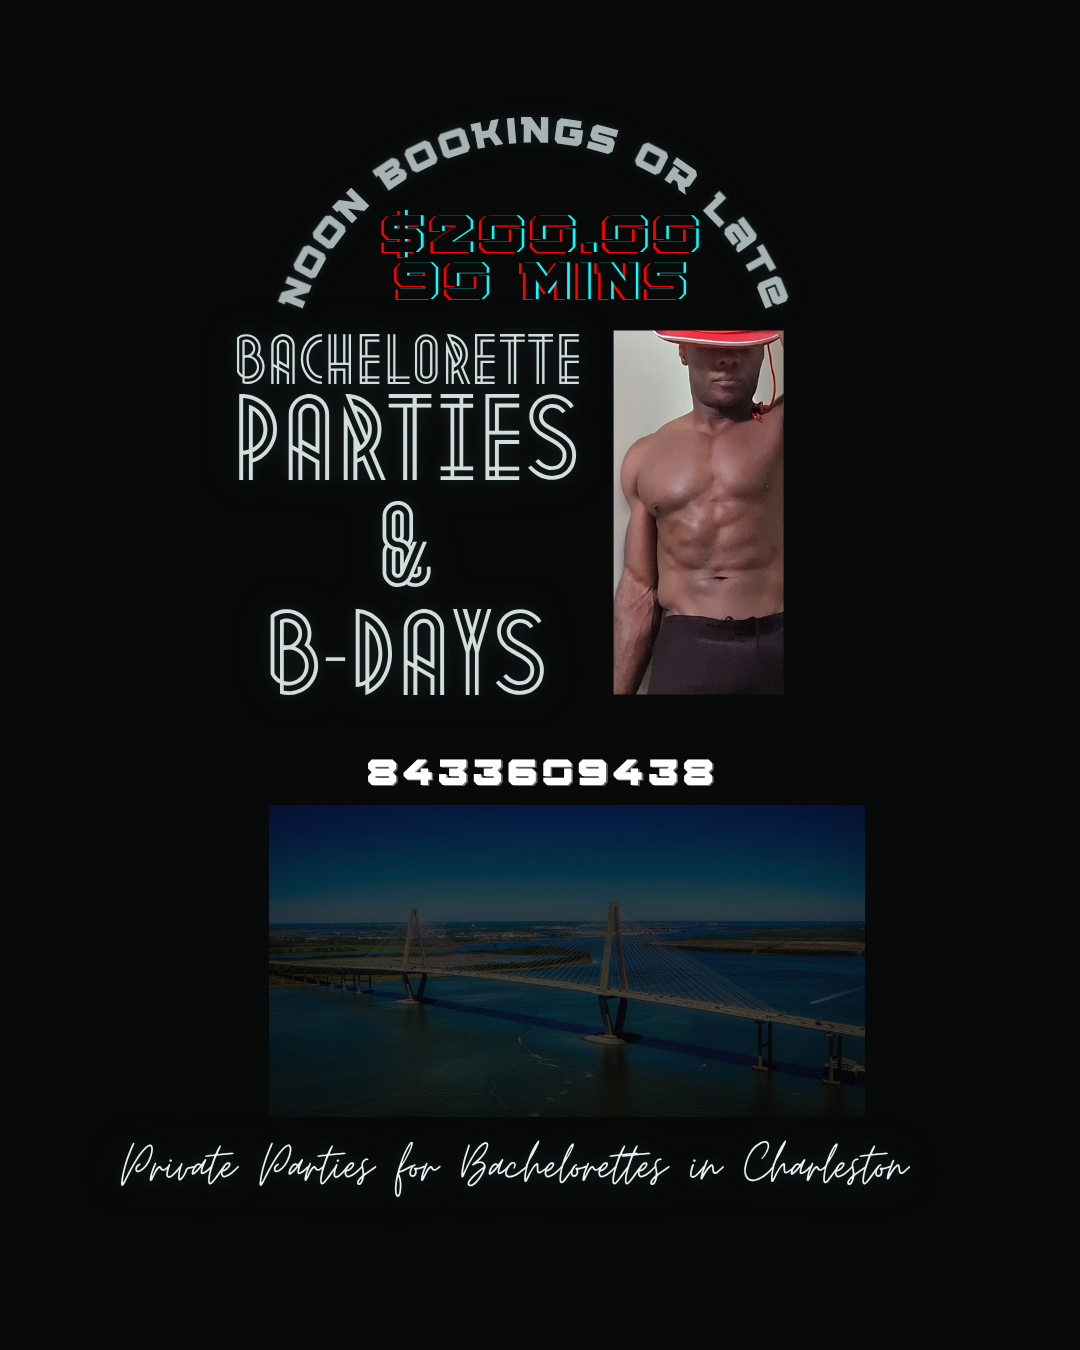 NOON BOOKINGS OR LaTe
$200.00
90 MINS
BACHELORETTE
PARTIES
&
B-DAYS
8433609438
Private Parties for Bachelorettes in Charleston